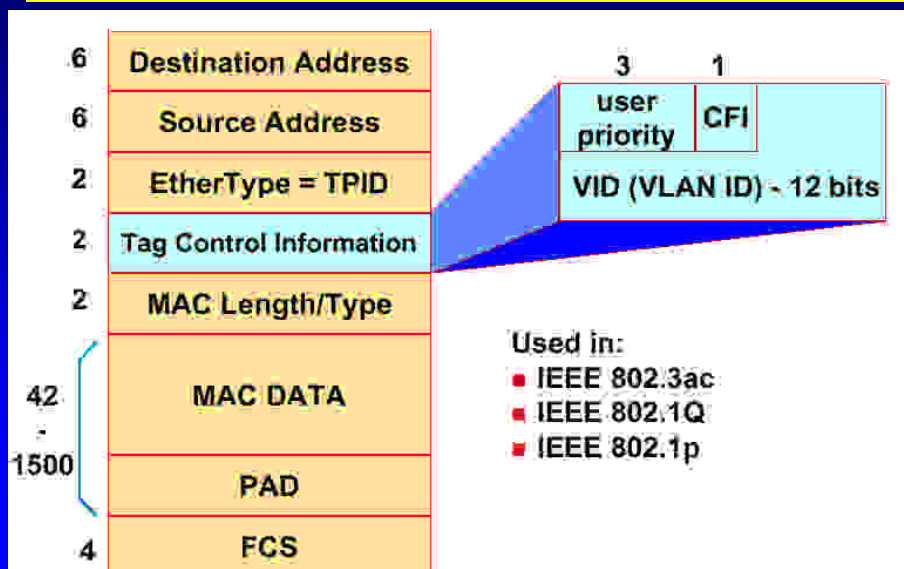 6 Destination Address
6 Source Address
2 EtherType = TPID
2 Tag Control Information
2 MAC Length/Type
42
-
1500
MAC DATA
PAD
4 FCS
3 1
user
priority
CFI
VID (VLAN ID) - 12 bits
Used in:
IEEE 802.3ac
IEEE 802.1Q
IEEE 802.1p